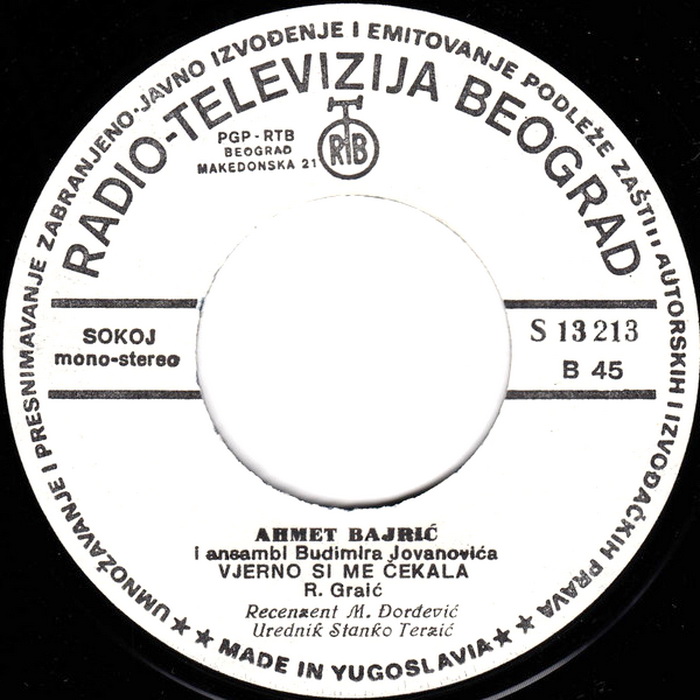 UMNOŽAVANJE I PRESNIMAVANJE ZABRANJENO·JAVNO IZVOĐENJE I EMITOVANJE PODLEŽE ZAŠTITI AUTORSKIH I IZVOĐAČKIH PRAVA
RADIO-TELEVIZIJA BEOGRAD
PGP - RTB
BEOGRAD
MAKEDONSKA 21
RTB
SOKOJ
mono-stereo
S 13 213
B 45
AHMET BAJRIĆ
i ansambl Budimira Jovanovića
VJERNO SI ME ČEKALA
R. Graić
Recenzent M. Đorđević
Urednik Stanko Terzić
★ ★ MADE IN YUGOSLAVIA ★ ★